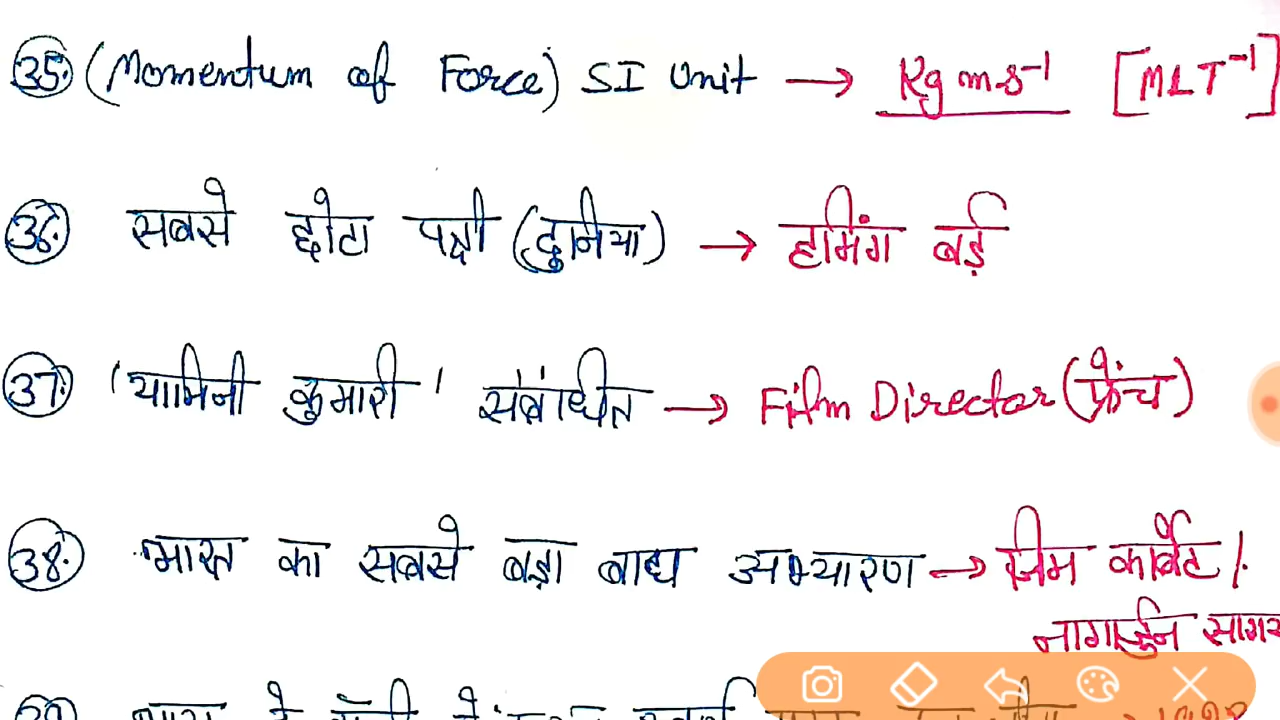 35. (Momentum of Force) SI Unit → Kg m s⁻¹ [MLT⁻¹]
36. सबसे छोटा पक्षी (दुनिया) → हमिंग बर्ड
37. 'यामिनी कुमारी' संबंधित → Film Director (फ्रेंच)
38. भारत का सबसे बड़ा बाघ अभ्यारण → जिम कार्बेट /
नागार्जुन सागर
39.